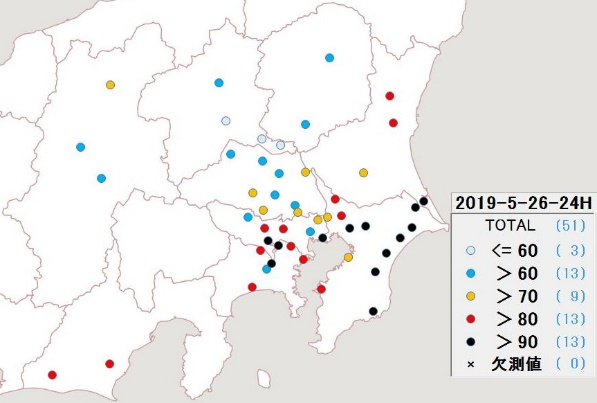 2019-5-26-24H
TOTAL (51)
<= 60 ( 3)
> 60 (13)
> 70 ( 9)
> 80 (13)
> 90 (13)
× 欠測値 ( 0)